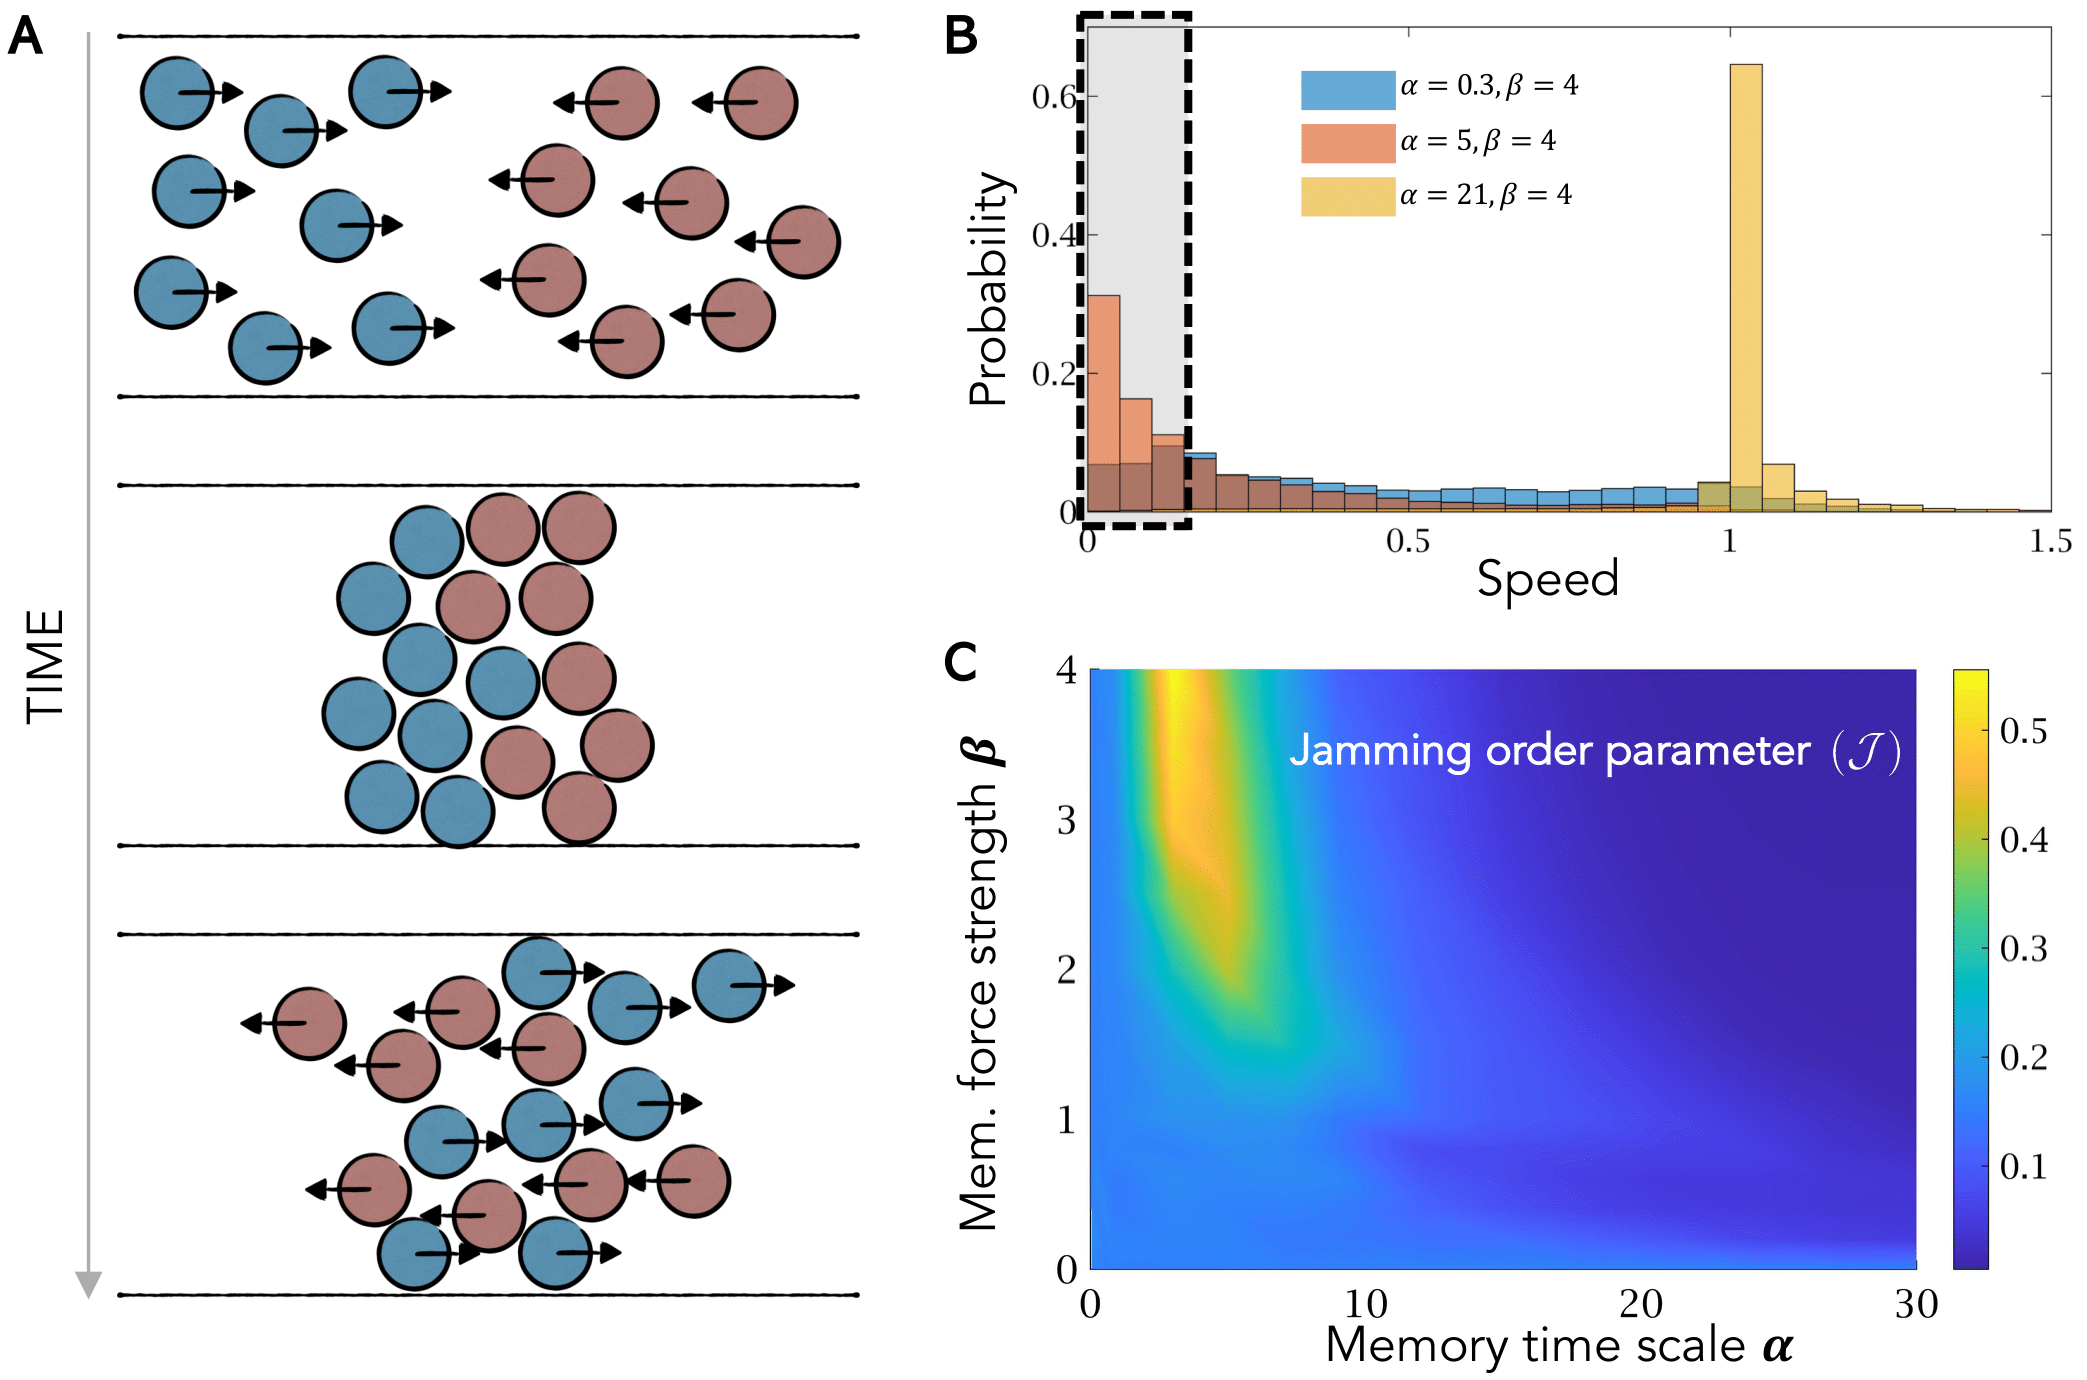 A
TIME
B
Probability
0.6
0.4
0.2
0
0
0.5
1
1.5
Speed
α = 0.3, β = 4
α = 5, β = 4
α = 21, β = 4
C
Mem. force strength β
4
3
2
1
0
Jamming order parameter (𝒥)
0.5
0.4
0.3
0.2
0.1
0
10
20
30
Memory time scale α